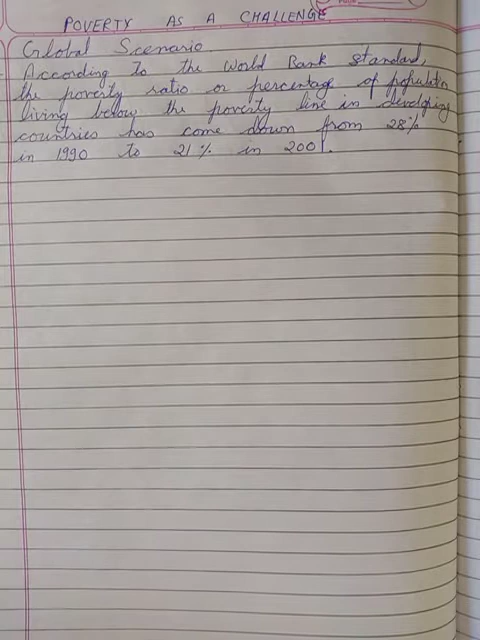 POVERTY AS A CHALLENGE
Global Scenario
According to the World Bank standard,
the poverty ratio or percentage of population
living below the poverty line in developing
countries has come down from 28%
in 1990 to 21% in 2001.